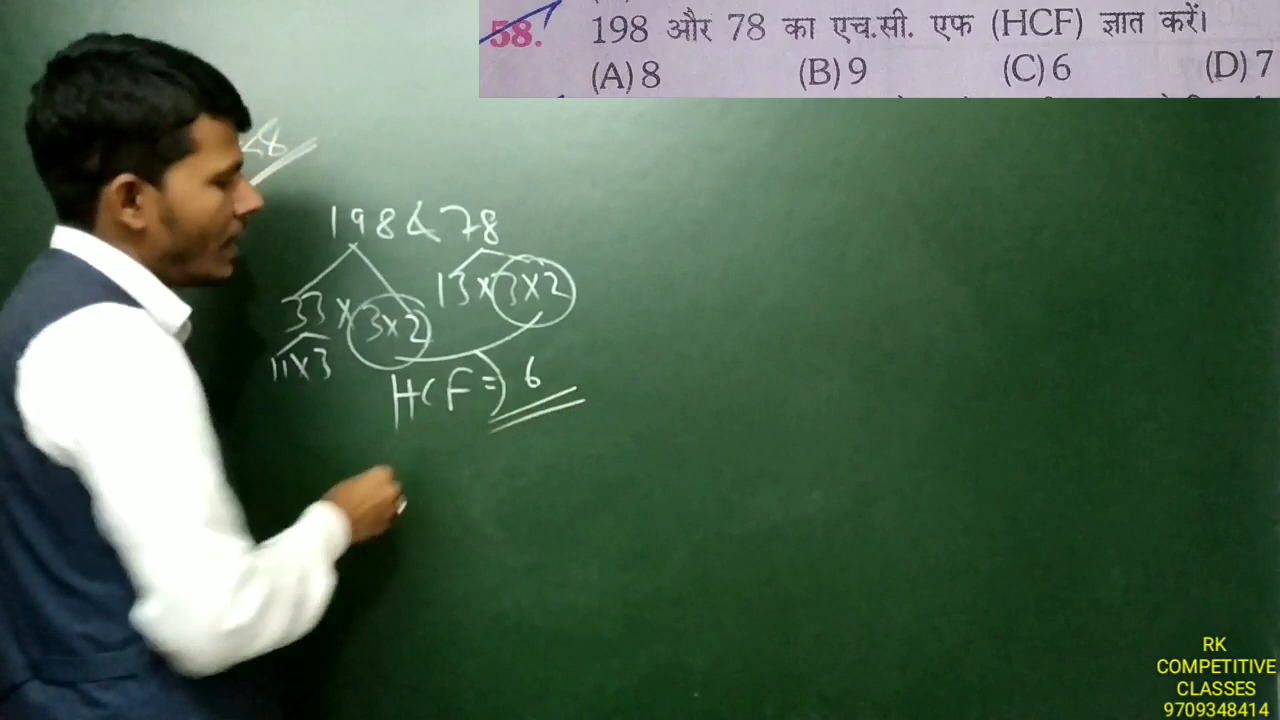 58. 198 और 78 का एच.सी. एफ (HCF) ज्ञात करें।
(A) 8 (B) 9 (C) 6 (D) 7
198 & 78
33 × 3×2 13×3×2
11×3
HCF = 6
RK
COMPETITIVE
CLASSES
9709348414